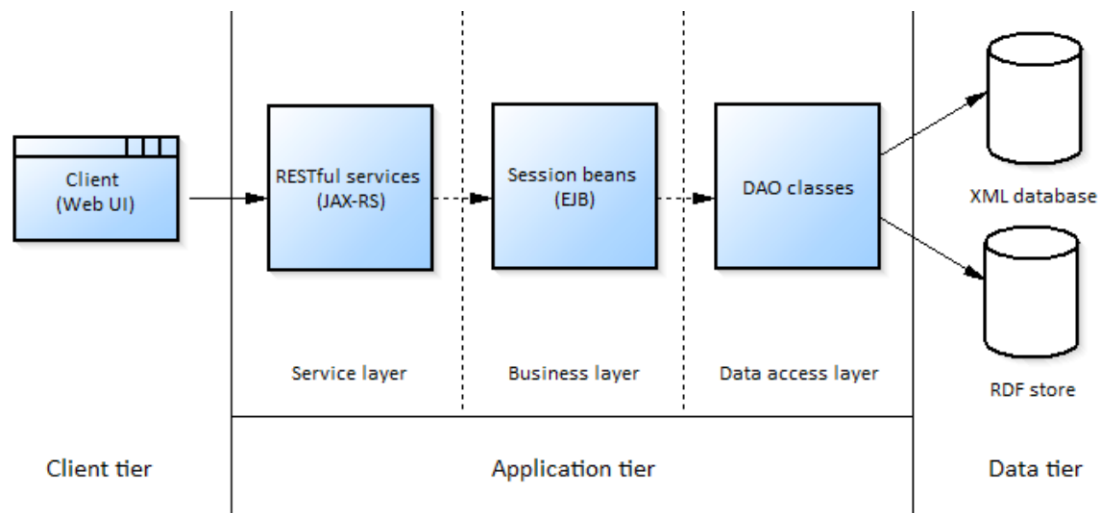 Client
(Web UI)
RESTful services
(JAX-RS)
Session beans
(EJB)
DAO classes
XML database
RDF store
Service layer
Business layer
Data access layer
Client tier
Application tier
Data tier